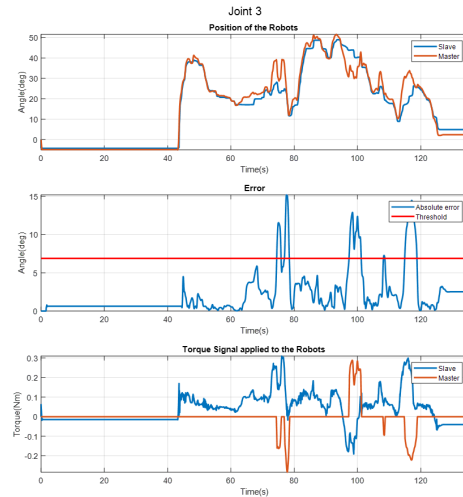 Joint 3
Position of the Robots
Angle(deg)
50
40
30
20
10
0
Slave
Master
0 20 40 60 80 100 120
Time(s)
Error
Angle(deg)
15
10
5
0
Absolute error
Threshold
0 20 40 60 80 100 120
Time(s)
Torque Signal applied to the Robots
Torque(Nm)
0.3
0.2
0.1
0
-0.1
-0.2
Slave
Master
0 20 40 60 80 100 120
Time(s)